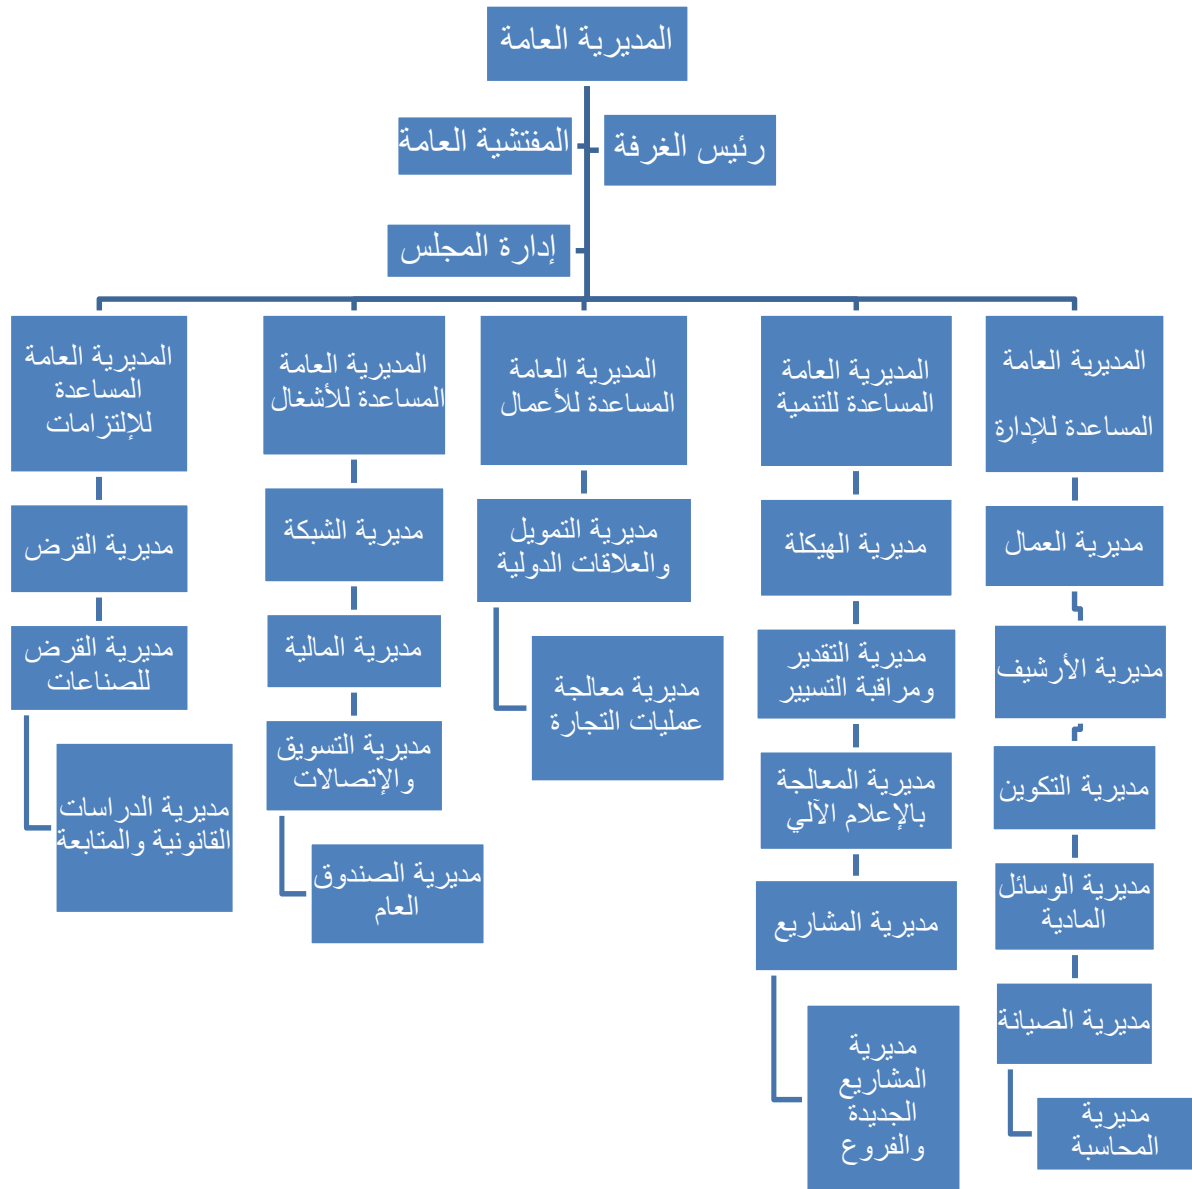 المديرية العامة
رئيس الغرفة
المفتشية العامة
إدارة المجلس
المديرية العامة
المساعدة للإدارة
مديرية العمال
مديرية الأرشيف
مديرية التكوين
مديرية الوسائل
المادية
مديرية الصيانة
مديرية
المحاسبة
المديرية العامة
المساعدة للتنمية
مديرية الهيكلة
مديرية التقدير
ومراقبة التسيير
مديرية المعالجة
بالإعلام الآلي
مديرية المشاريع
مديرية
المشاريع
الجديدة
والفروع
المديرية العامة
المساعدة للأعمال
مديرية التمويل
والعلاقات الدولية
مديرية معالجة
عمليات التجارة
المديرية العامة
المساعدة للأشغال
مديرية الشبكة
مديرية المالية
مديرية التسويق
والإتصالات
مديرية الصندوق
العام
المديرية العامة
المساعدة
للإلتزامات
مديرية القرض
مديرية القرض
للصناعات
مديرية الدراسات
القانونية والمتابعة